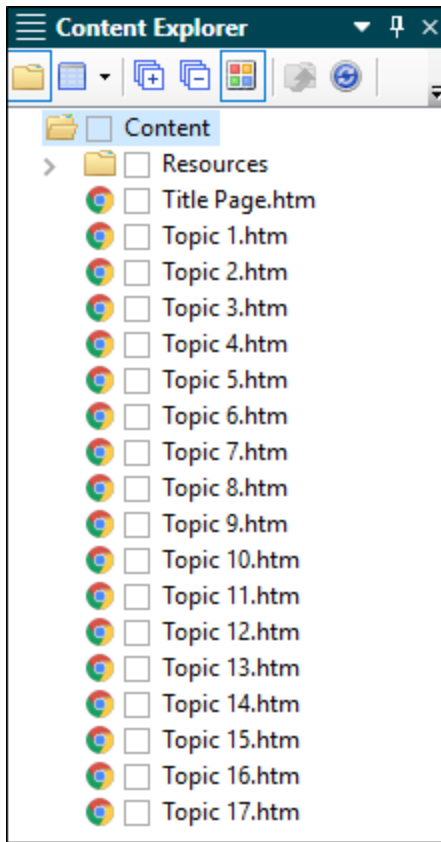 Content Explorer
Content
Resources
Title Page.htm
Topic 1.htm
Topic 2.htm
Topic 3.htm
Topic 4.htm
Topic 5.htm
Topic 6.htm
Topic 7.htm
Topic 8.htm
Topic 9.htm
Topic 10.htm
Topic 11.htm
Topic 12.htm
Topic 13.htm
Topic 14.htm
Topic 15.htm
Topic 16.htm
Topic 17.htm